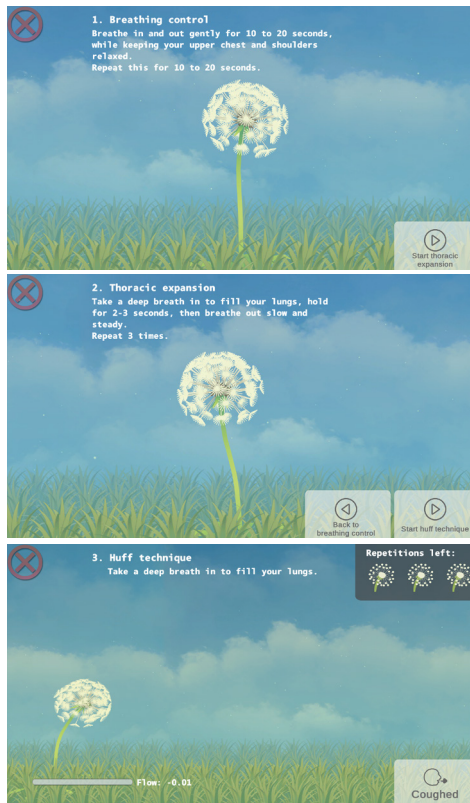 1. Breathing control
Breathe in and out gently for 10 to 20 seconds,
while keeping your upper chest and shoulders
relaxed.
Repeat this for 10 to 20 seconds.
Start thoracic
expansion
2. Thoracic expansion
Take a deep breath in to fill your lungs, hold
for 2-3 seconds, then breathe out slow and
steady.
Repeat 3 times.
Back to
breathing control
Start huff technique
3. Huff technique
Take a deep breath in to fill your lungs.
Repetitions left:
Flow: -0.01
Coughed